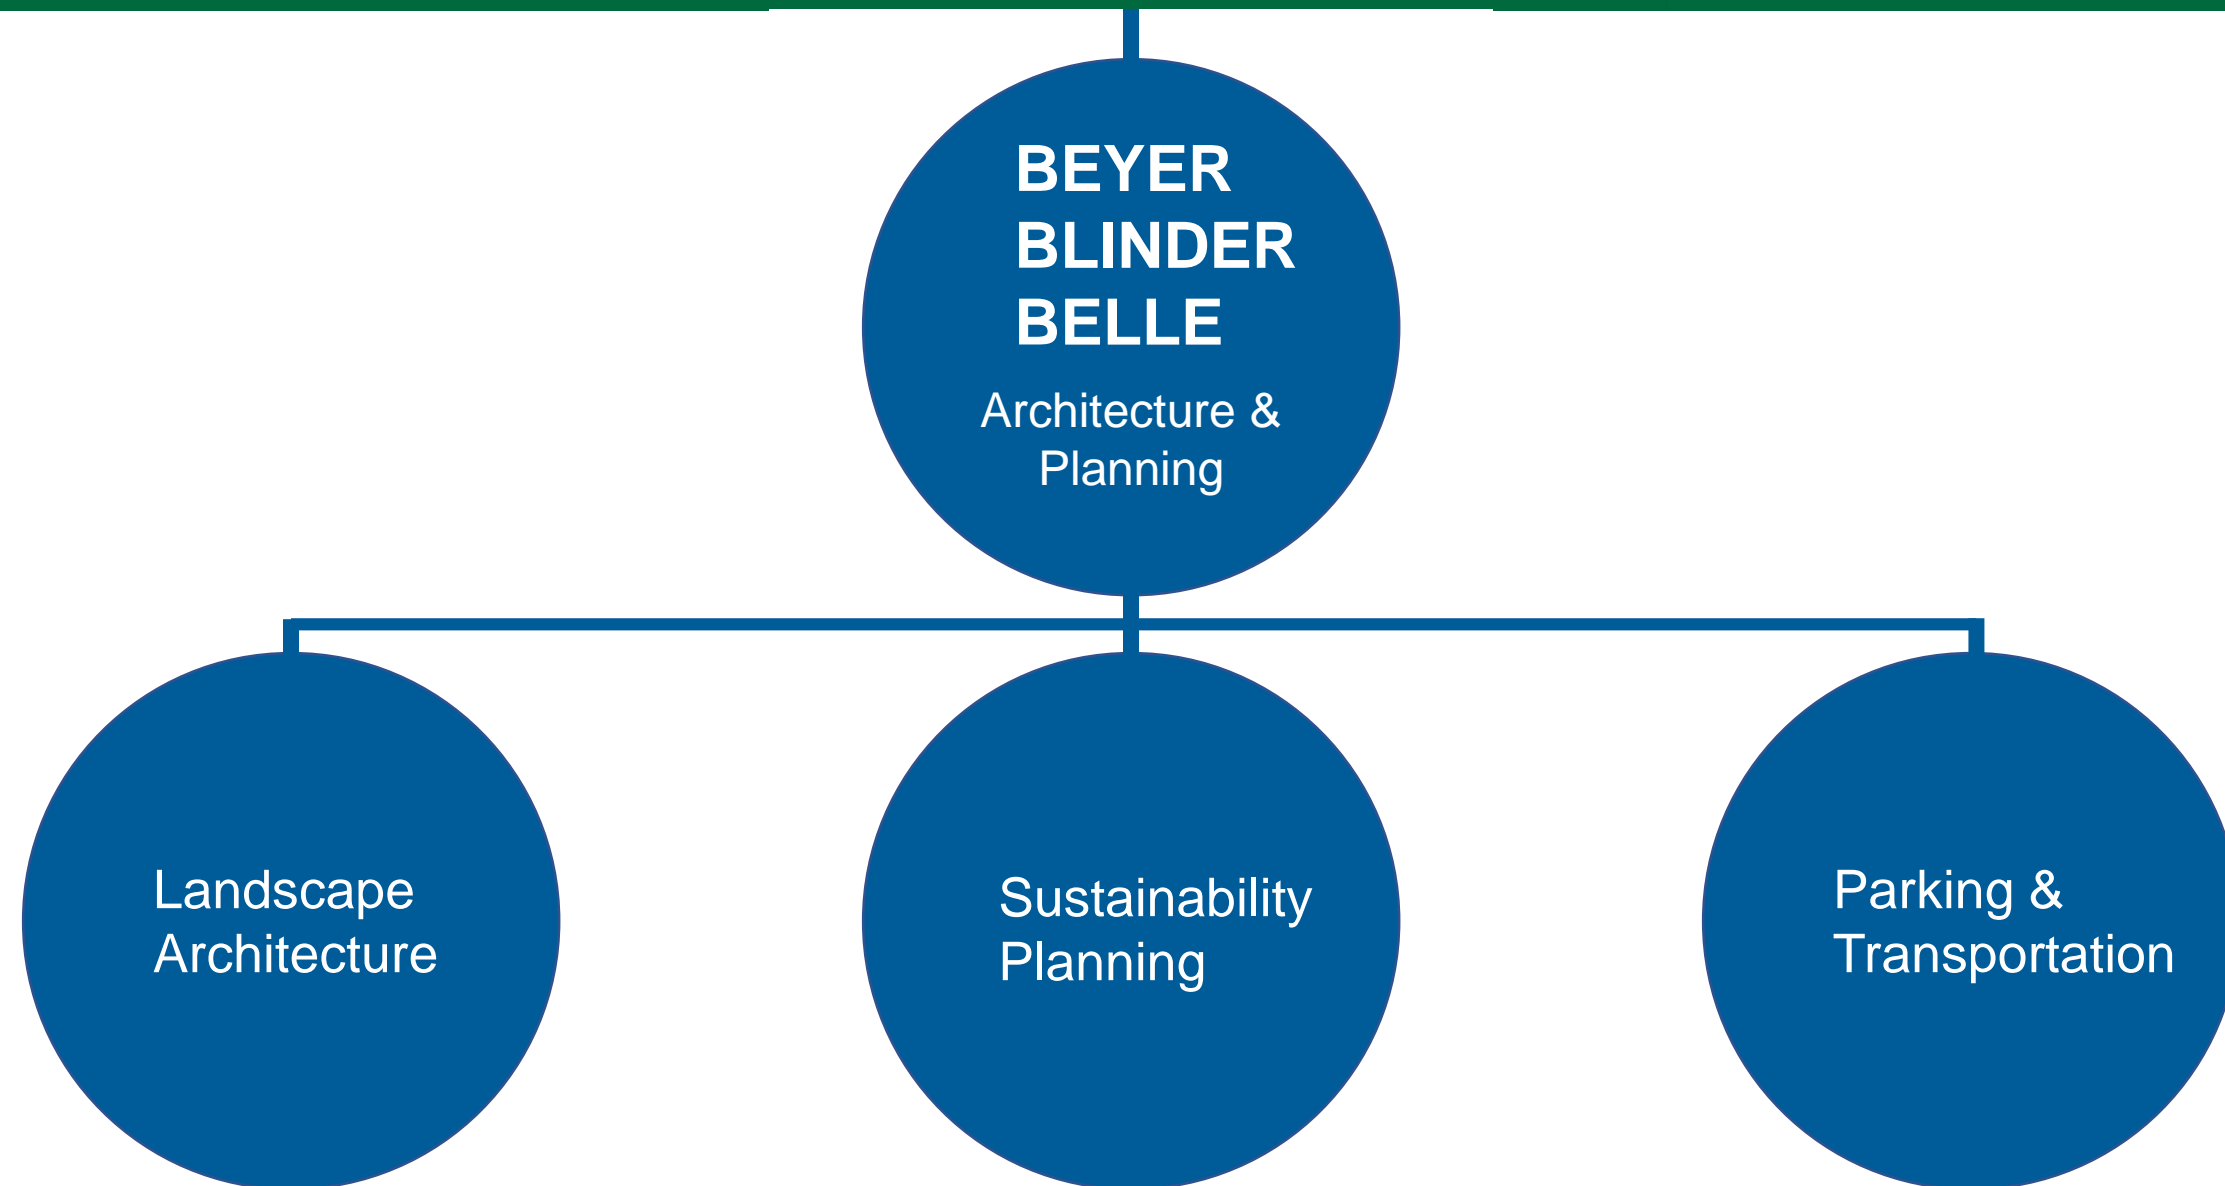 BEYER
BLINDER
BELLE
Architecture &
Planning
Landscape
Architecture
Sustainability
Planning
Parking &
Transportation